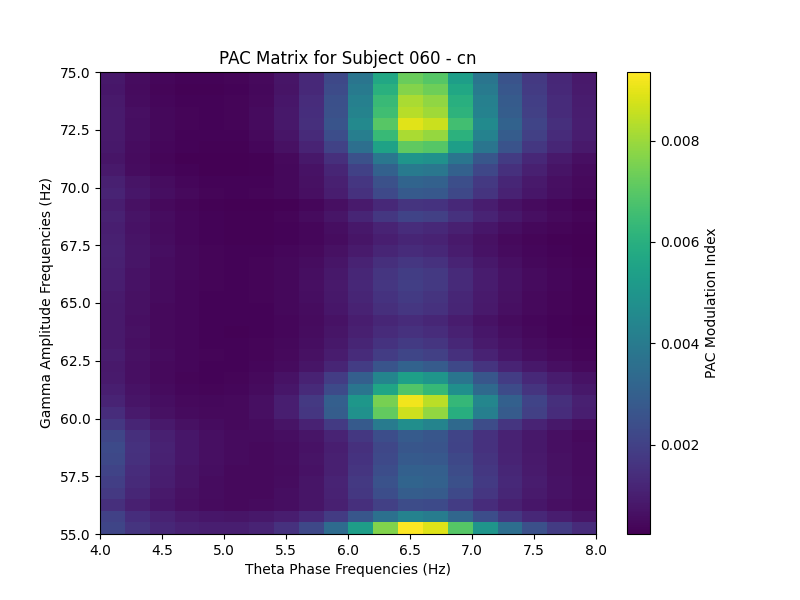 PAC Matrix for Subject 060 - cn
75.0
72.5
70.0
67.5
65.0
62.5
60.0
57.5
55.0
Gamma Amplitude Frequencies (Hz)
4.0 4.5 5.0 5.5 6.0 6.5 7.0 7.5 8.0
Theta Phase Frequencies (Hz)
0.008
0.006
0.004
0.002
PAC Modulation Index